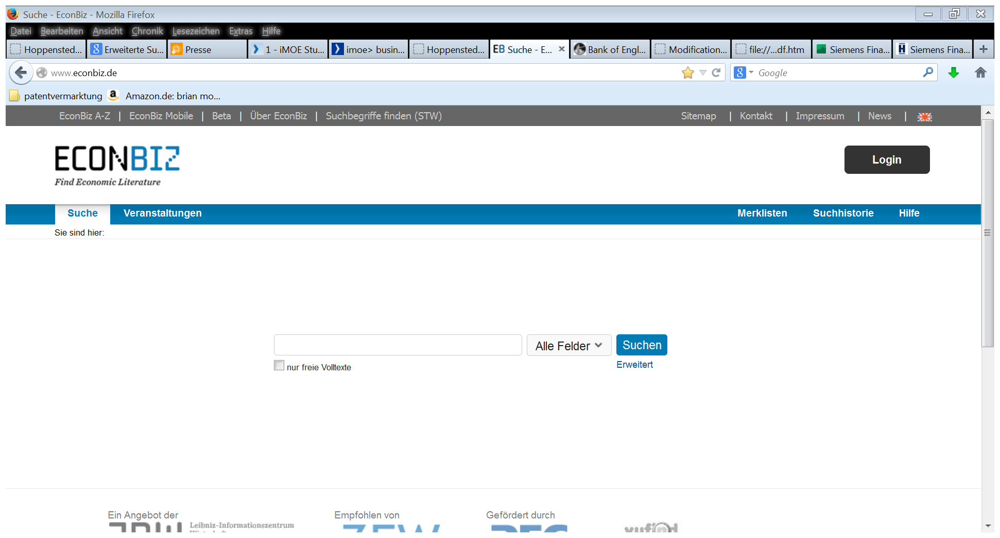 Suche - EconBiz - Mozilla Firefox
Datei Bearbeiten Ansicht Chronik Lesezeichen Extras Hilfe
Hoppensted... Erweiterte Su... Presse 1 - iMOE Stu... imoe> busin... Hoppensted... EB Suche - E... Bank of Engl... Modification... file://...df.htm Siemens Fina... Siemens Fina...
www.econbiz.de Google
patentvermarktung Amazon.de: brian mo...
EconBiz A-Z | EconBiz Mobile | Beta | Über EconBiz | Suchbegriffe finden (STW) Sitemap | Kontakt | Impressum | News |
ECONBIZ
Find Economic Literature
Login
Suche Veranstaltungen Merklisten Suchhistorie Hilfe
Sie sind hier:
Alle Felder Suchen
nur freie Volltexte Erweitert
Ein Angebot der Empfohlen von Gefördert durch
Leibniz-Informationszentrum
ZBW ZEW DFG vufind